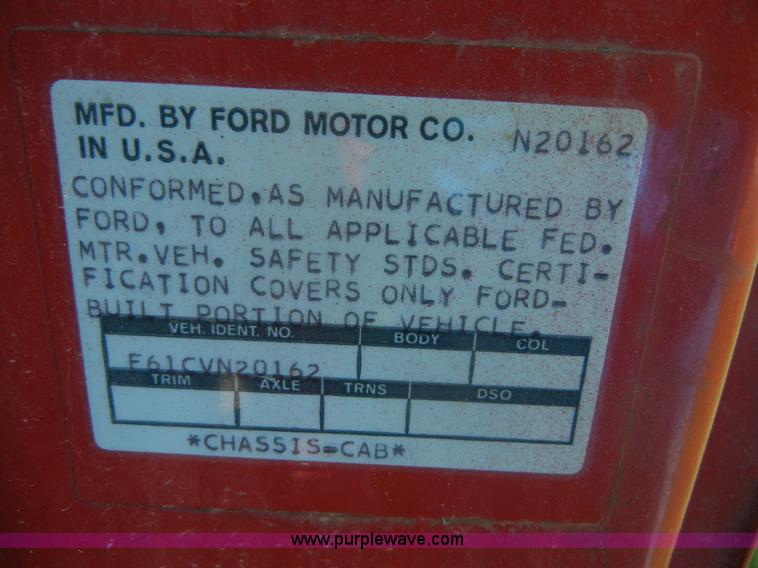 MFD. BY FORD MOTOR CO. N20162
IN U.S.A.
CONFORMED, AS MANUFACTURED BY
FORD, TO ALL APPLICABLE FED.
MTR.VEH. SAFETY STDS. CERTI-
FICATION COVERS ONLY FORD-
BUILT PORTION OF VEHICLE.
VEH. IDENT. NO. BODY COL
F61CVN20162
TRIM AXLE TRNS DSO
*CHASSIS-CAB*
www.purplewave.com